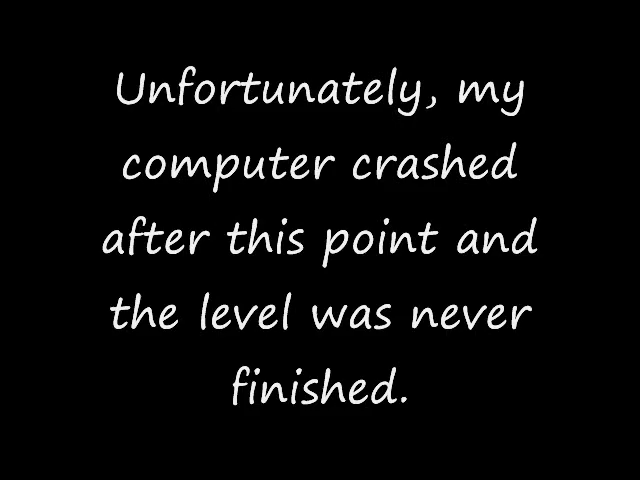 Unfortunately, my
computer crashed
after this point and
the level was never
finished.